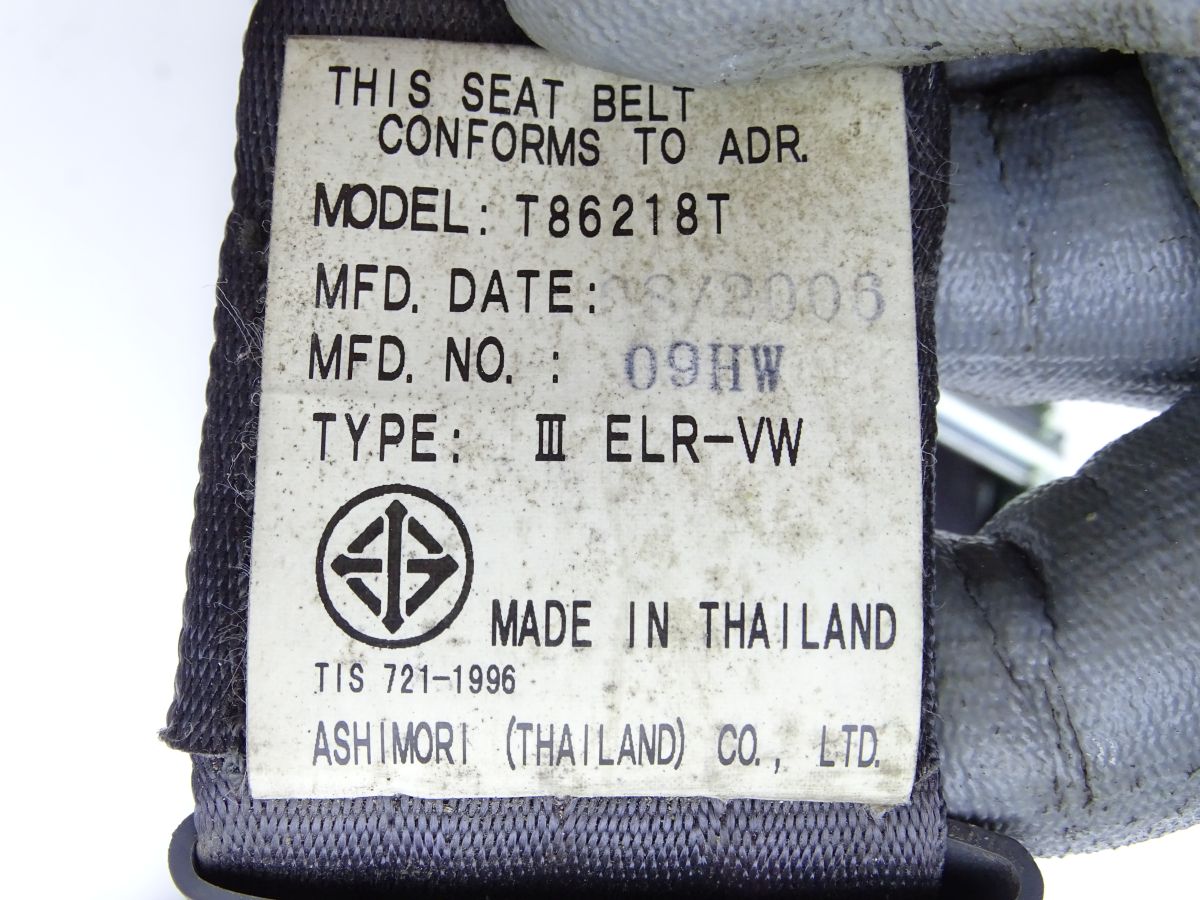 THIS SEAT BELT
CONFORMS TO ADR.
MODEL: T86218T
MFD. DATE: /2006
MFD. NO. : 09HW
TYPE: III ELR-VW
MADE IN THAILAND
TIS 721-1996
ASHIMORI (THAILAND) CO., LTD.